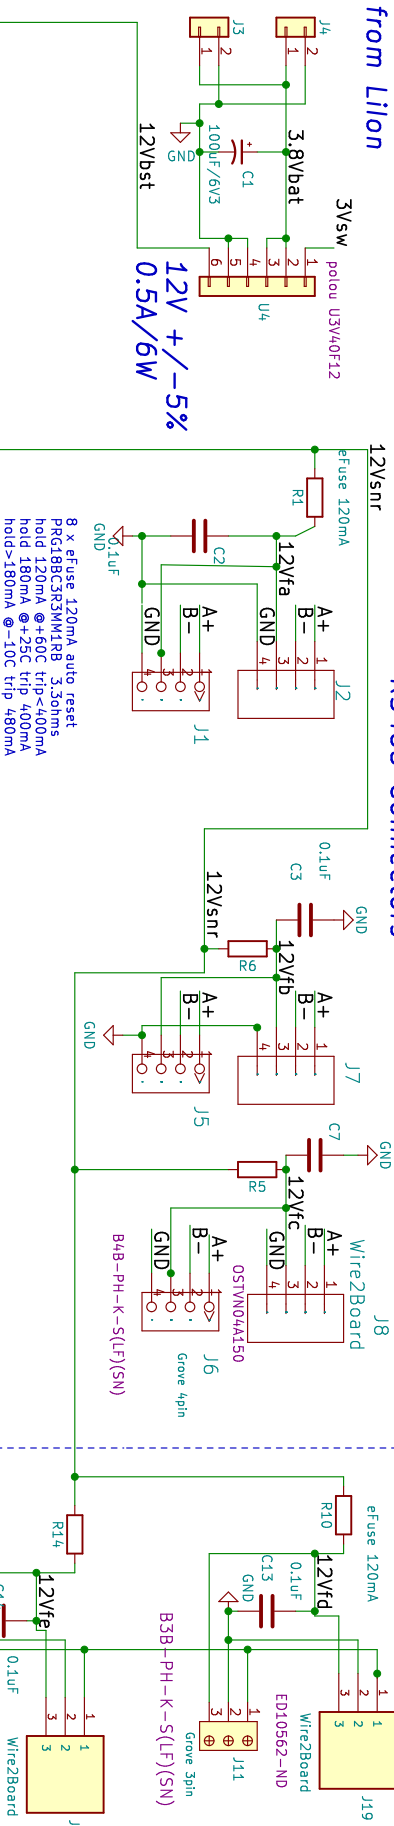 from LiIon
J3
J4
1
2
1
2
12Vbst
GND
100uF/6V3
C1
3.8Vbat
3Vsw
6
5
4
3
2
1
U4
polou U3V40F12
12V +/-5%
0.5A/6W
12Vsnr
eFuse 120mA
R1
GND
0.1uF
C2
12Vfa
A+
B-
GND
A+
B-
GND
1
2
3
4
J2
1
2
3
4
J1
8 x eFuse 120mA auto reset
PRG18BC3R3MM1RB 3.3ohms
hold 120mA @+60C trip<400mA
hold 180mA @+25C trip 400mA
hold>180mA @-10C trip 480mA
0.1uF
C3
GND
12Vsnr
R6
12Vfb
A+
B-
A+
B-
GND
1
2
3
4
J7
1
2
3
4
J5
C7
GND
R5
12Vfc
A+
B-
GND
A+
B-
GND
1
2
3
4
Wire2Board
J8
1
2
3
4
J6
OSTVN04A150
Grove 4pin
B4B-PH-K-S(LF)(SN)
R14
R10
eFuse 120mA
12Vfd
0.1uF
C13
GND
12Vfe
0.1uF
3
2
1
3
2
1
Wire2Board
3
2
1
J11
Grove 3pin
B3B-PH-K-S(LF)(SN)
ED10562-ND
Wire2Board
3
2
1
J19